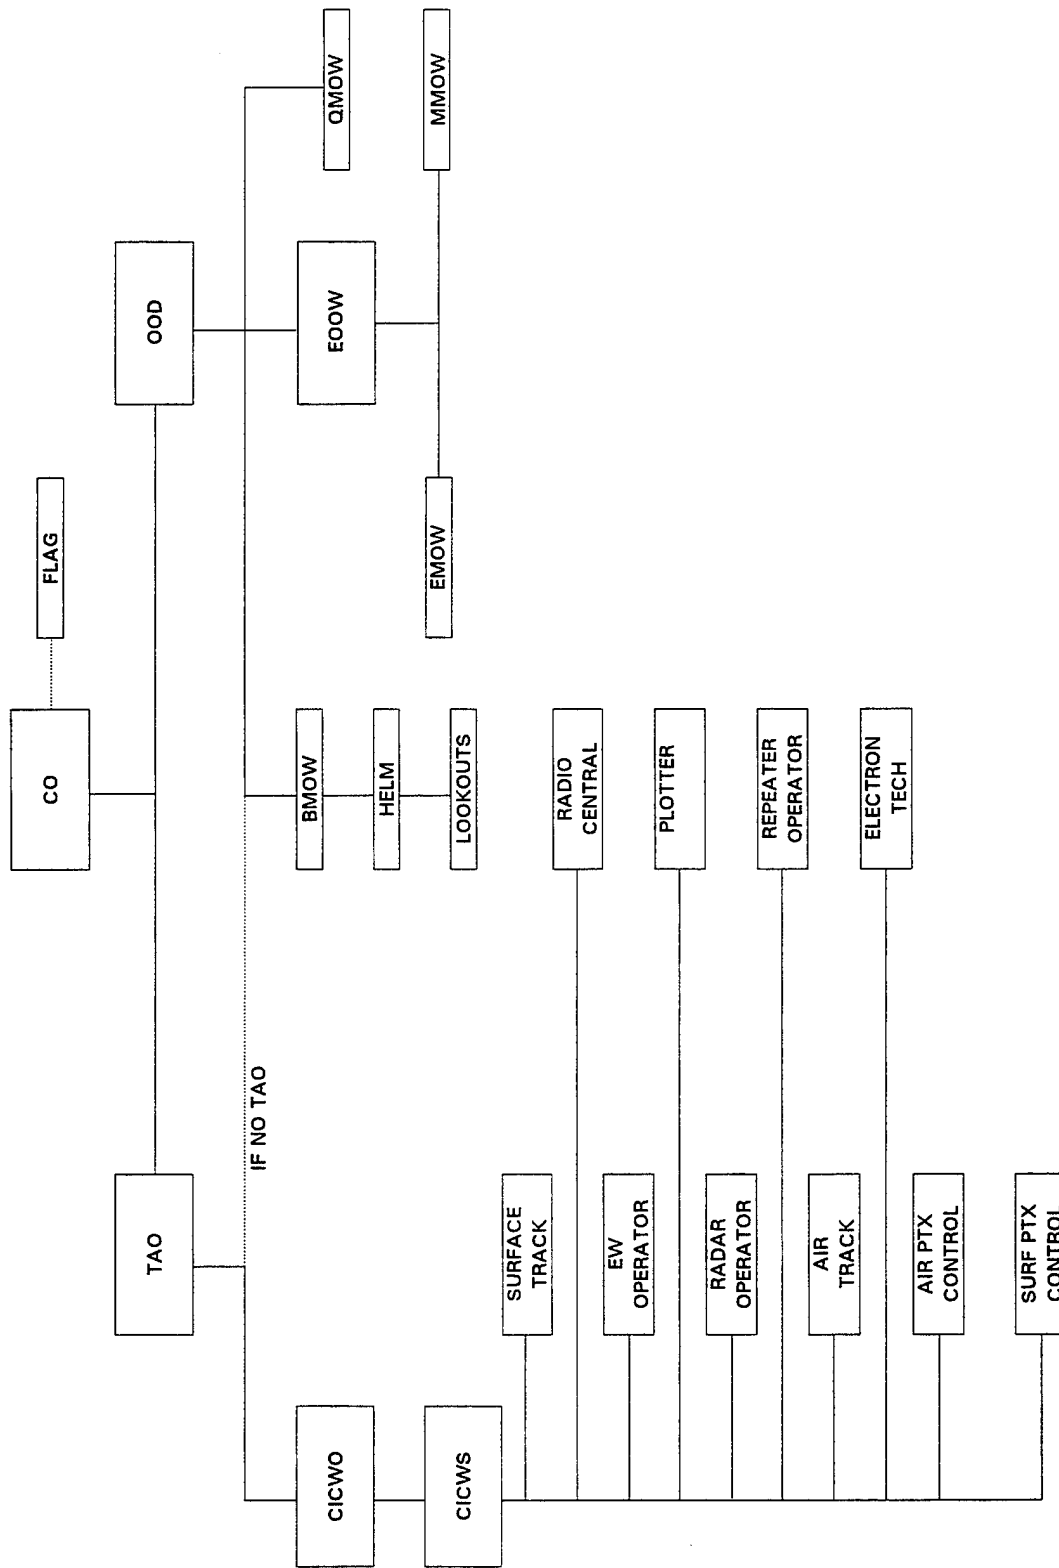 CO
FLAG
TAO
OOD
IF NO TAO
CICWO
BMOW
EOOW
QMOW
HELM
CICWS
LOOKOUTS
EMOW
MMOW
SURFACE
TRACK
RADIO
CENTRAL
EW
OPERATOR
PLOTTER
RADAR
OPERATOR
REPEATER
OPERATOR
AIR
TRACK
ELECTRON
TECH
AIR PTX
CONTROL
SURF PTX
CONTROL